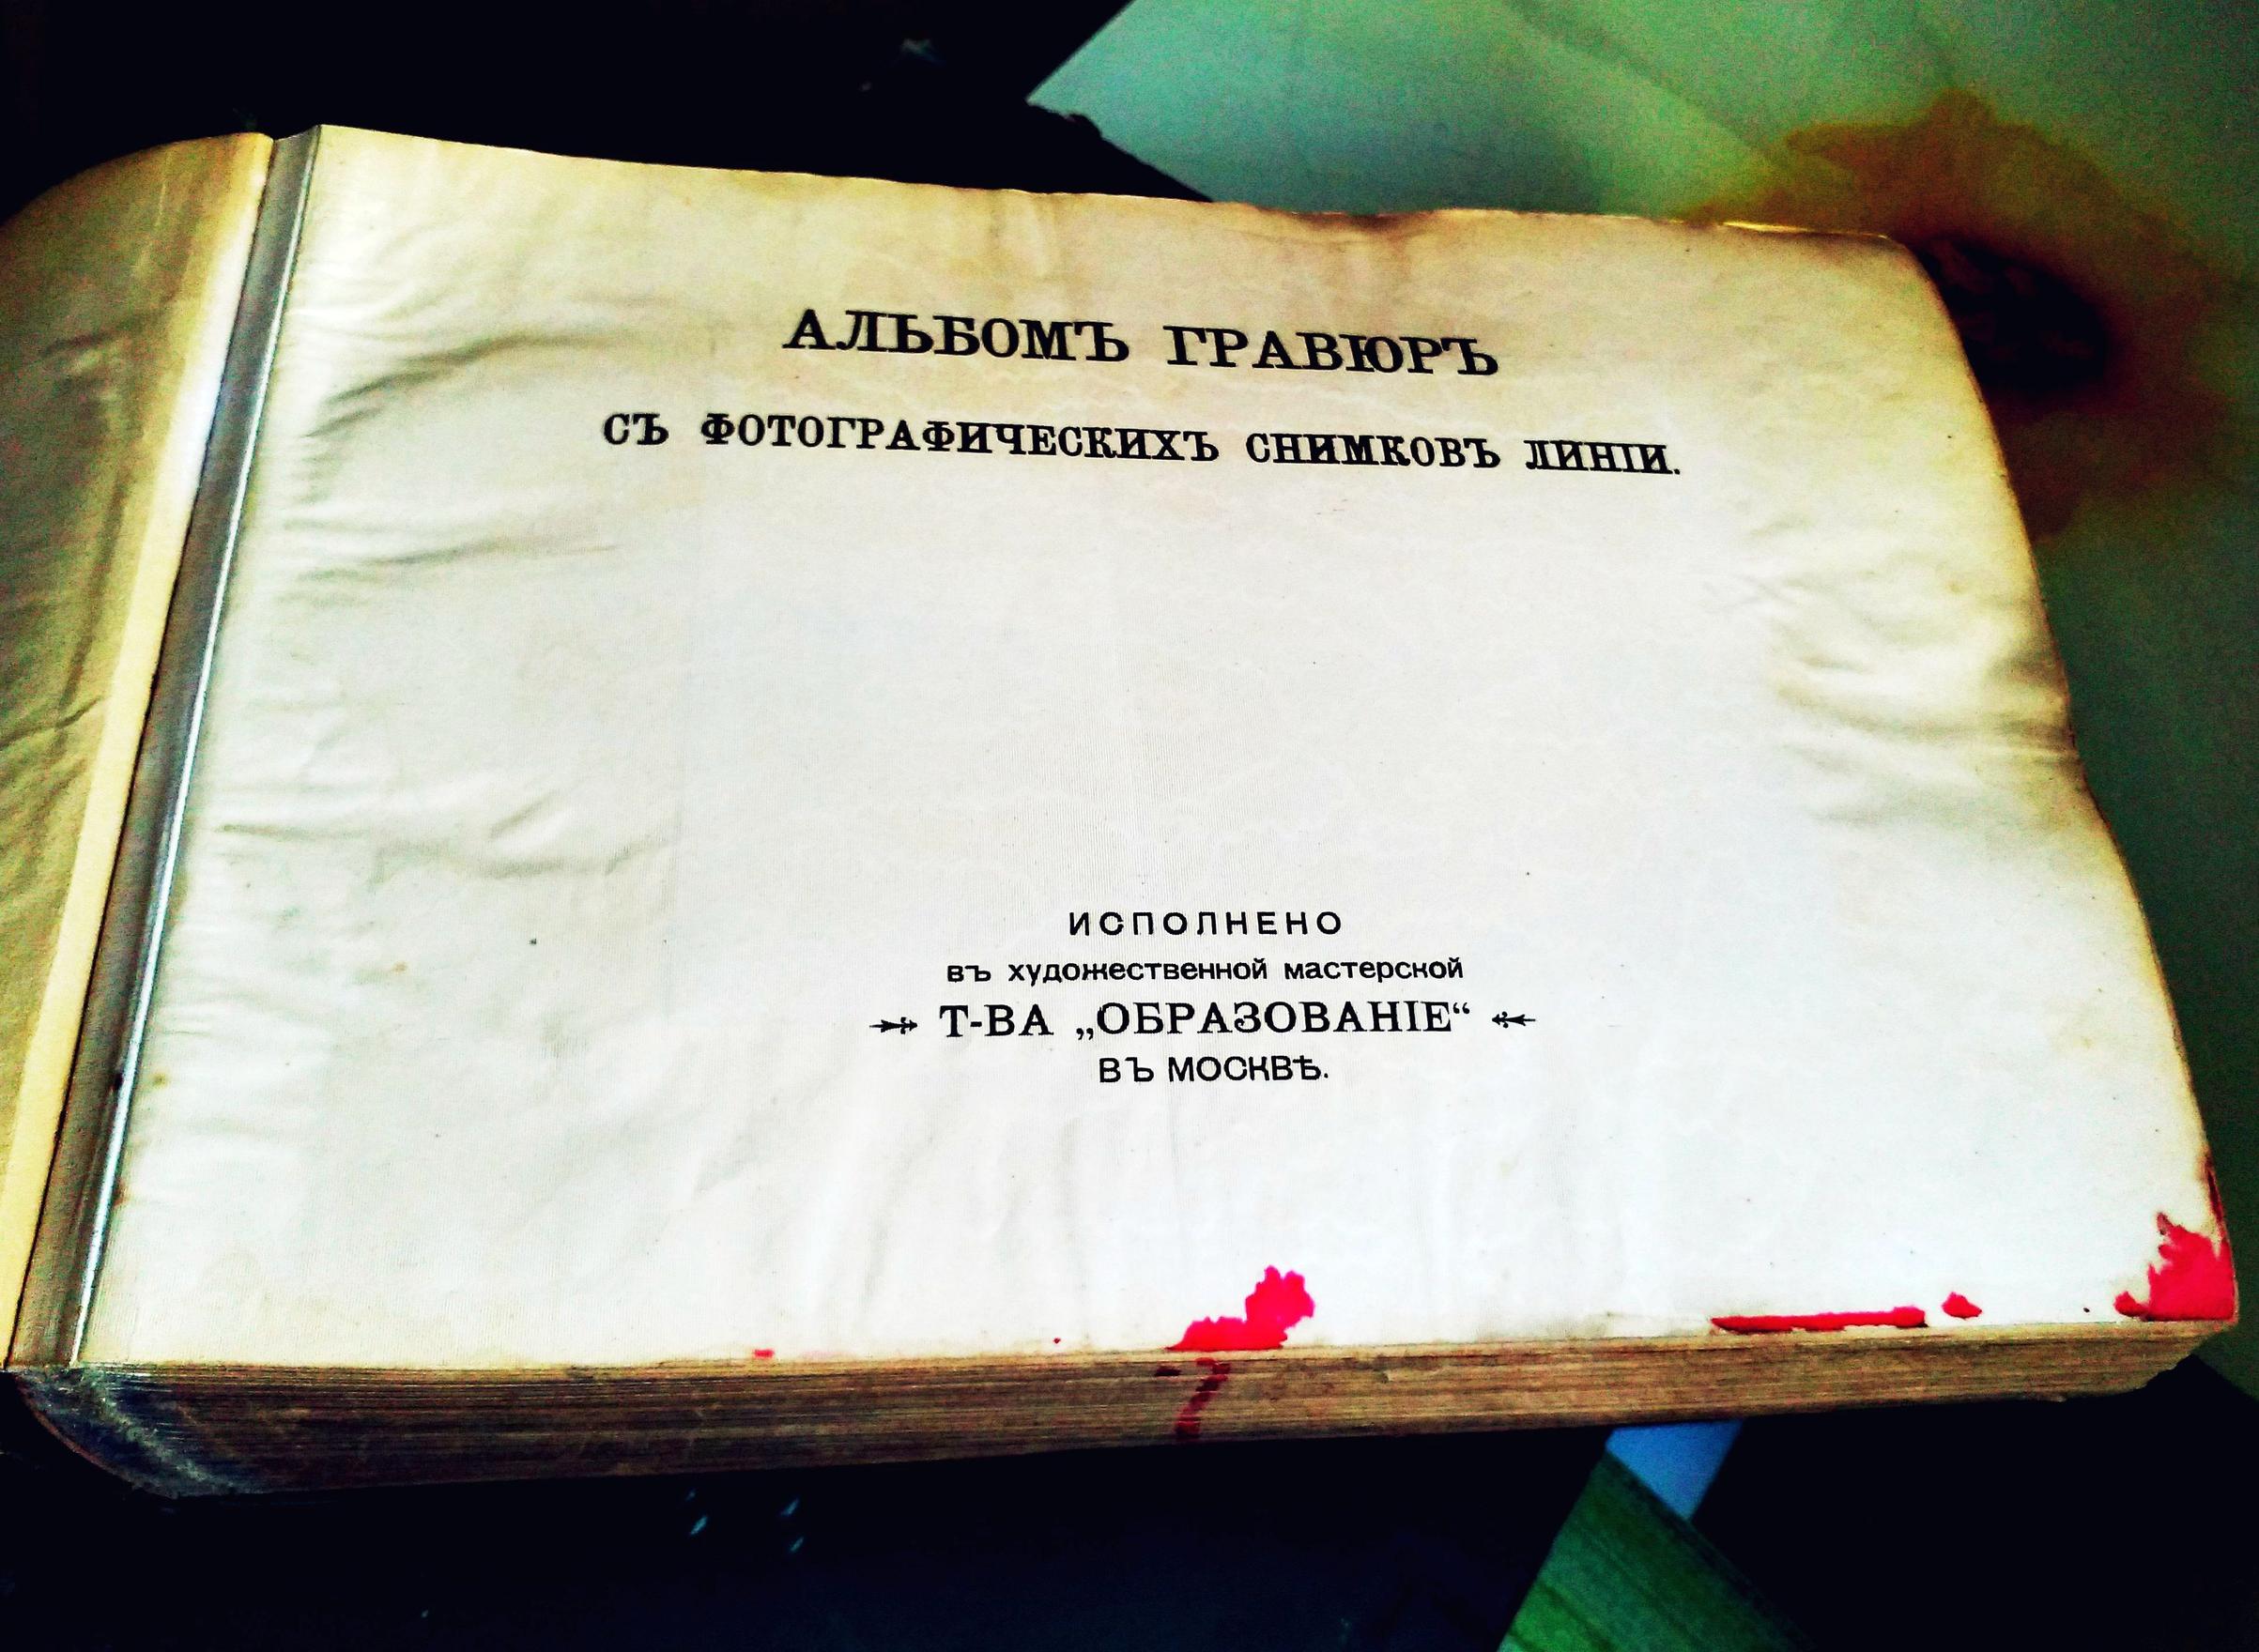 АЛЬБОМЪ ГРАВЮРЪ
СЪ ФОТОГРАФИЧЕСКИХЪ СНИМКОВЪ ЛИНІИ.
ИСПОЛНЕНО
въ художественной мастерской
Т-ВА „ОБРАЗОВАНІЕ“
ВЪ МОСКВѢ.